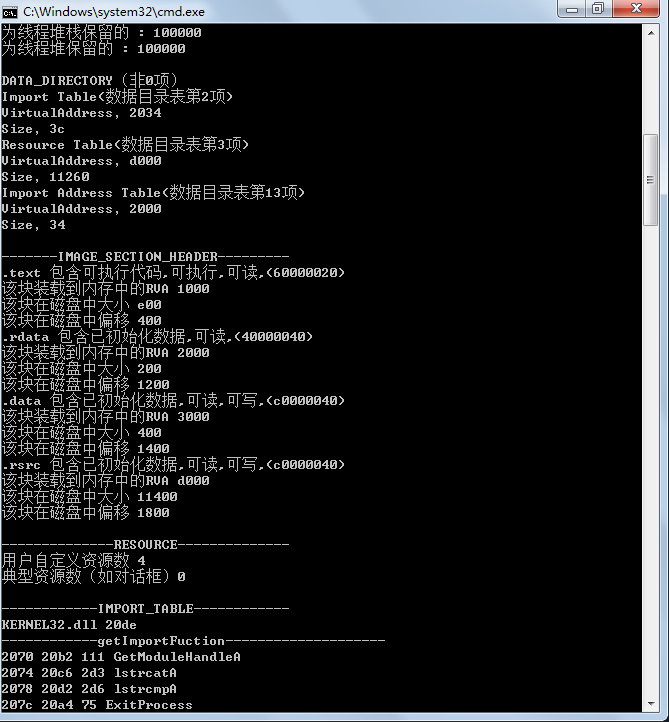 C:\Windows\system32\cmd.exe
为线程堆栈保留的 : 100000
为线程堆保留的 : 100000
DATA_DIRECTORY（非0项）
Import Table(数据目录表第2项)
VirtualAddress, 2034
Size, 3c
Resource Table(数据目录表第3项)
VirtualAddress, d000
Size, 11260
Import Address Table(数据目录表第13项)
VirtualAddress, 2000
Size, 34
-------IMAGE_SECTION_HEADER---------
.text 包含可执行代码,可执行,可读,(60000020)
该块装载到内存中的RVA 1000
该块在磁盘中大小 e00
该块在磁盘中偏移 400
.rdata 包含已初始化数据,可读,(40000040)
该块装载到内存中的RVA 2000
该块在磁盘中大小 200
该块在磁盘中偏移 1200
.data 包含已初始化数据,可读,可写,(c0000040)
该块装载到内存中的RVA 3000
该块在磁盘中大小 400
该块在磁盘中偏移 1400
.rsrc 包含已初始化数据,可读,可写,(c0000040)
该块装载到内存中的RVA d000
该块在磁盘中大小 11400
该块在磁盘中偏移 1800
--------------RESOURCE--------------
用户自定义资源数 4
典型资源数（如对话框）0
------------IMPORT_TABLE------------
KERNEL32.dll 20de
------------getImportFuction--------------------
2070 20b2 111 GetModuleHandleA
2074 20c6 2d3 lstrcatA
2078 20d2 2d6 lstrcmpA
207c 20a4 75 ExitProcess